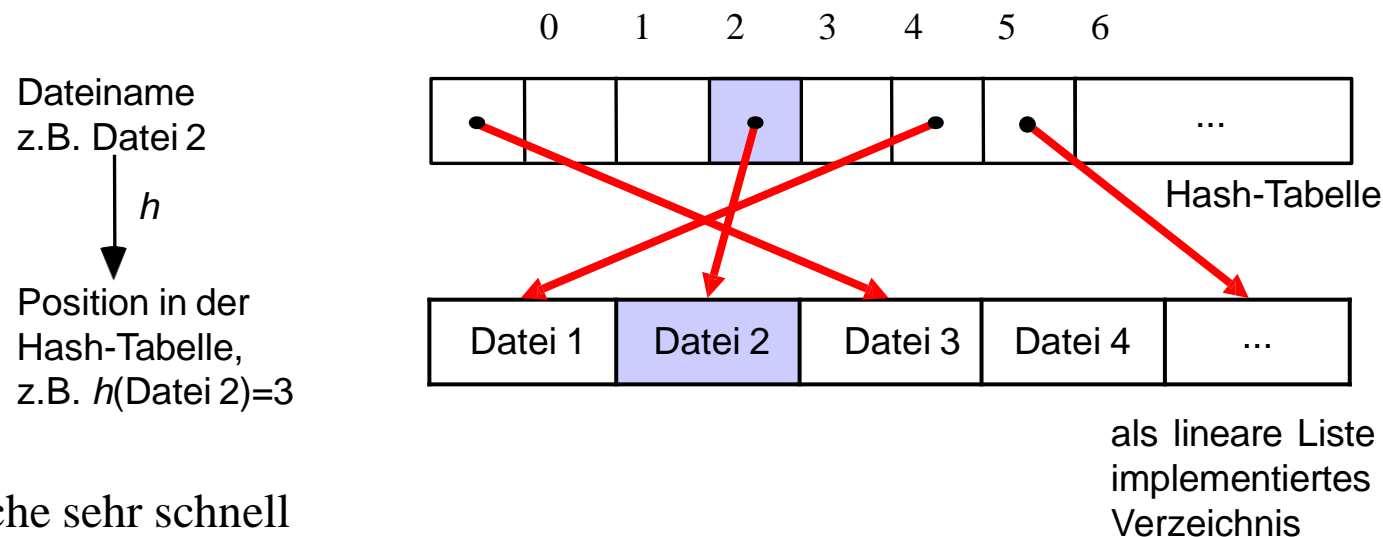 0 1 2 3 4 5 6
Dateiname
z.B. Datei 2
h
Position in der
Hash-Tabelle,
z.B. h(Datei 2)=3
...
Hash-Tabelle
Datei 1 Datei 2 Datei 3 Datei 4 ...
als lineare Liste
implementiertes
Verzeichnis
che sehr schnell